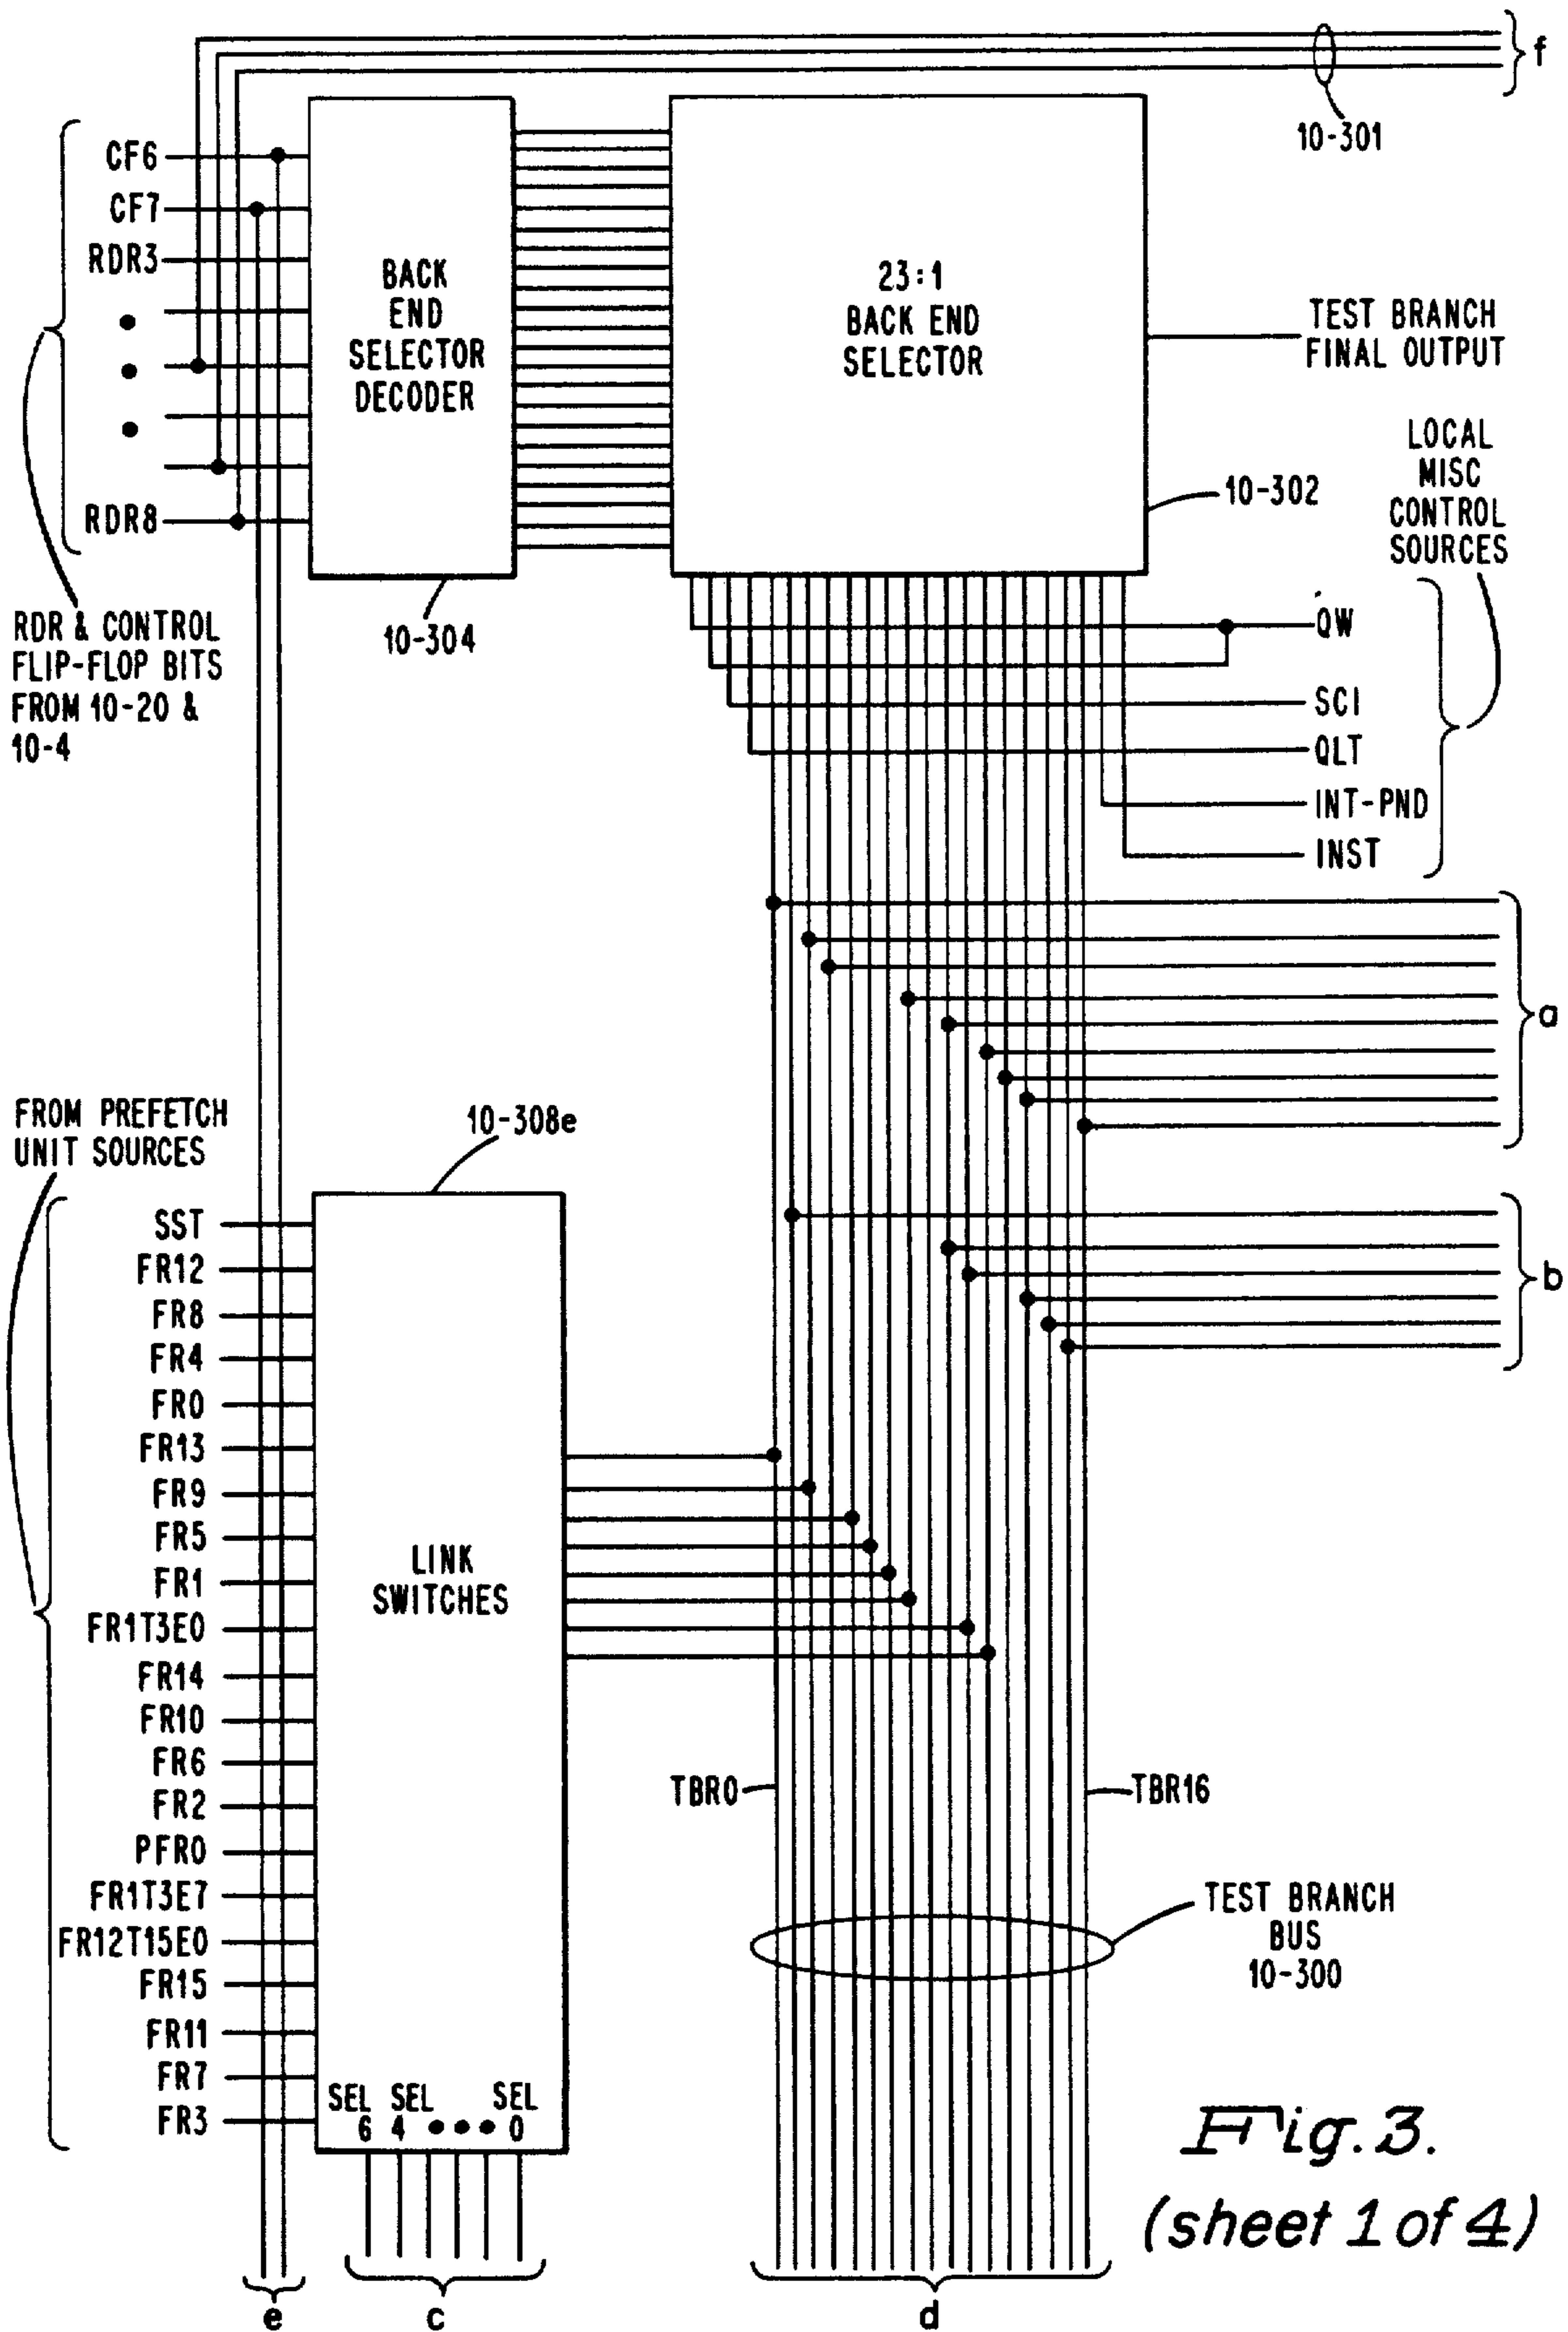 f
10-301
CF6
CF7
RDR3
RDR8
BACK
END
SELECTOR
DECODER
23:1
BACK END
SELECTOR
TEST BRANCH
FINAL OUTPUT
10-302
LOCAL
MISC
CONTROL
SOURCES
10-304
RDR & CONTROL
FLIP-FLOP BITS
FROM 10-20 &
10-4
QW
SCI
QLT
INT-PND
INST
a
FROM PREFETCH
UNIT SOURCES
10-308e
b
SST
FR12
FR8
FR4
FR0
FR13
FR9
FR5
FR1
FR1T3E0
FR14
FR10
FR6
FR2
PFR0
FR1T3E7
FR12T15E0
FR15
FR11
FR7
FR3
LINK
SWITCHES
SEL SEL SEL
6 4 ••• 0
TBR0
TBR16
TEST BRANCH
BUS
10-300
Fig. 3.
(sheet 1 of 4)
e
c
d